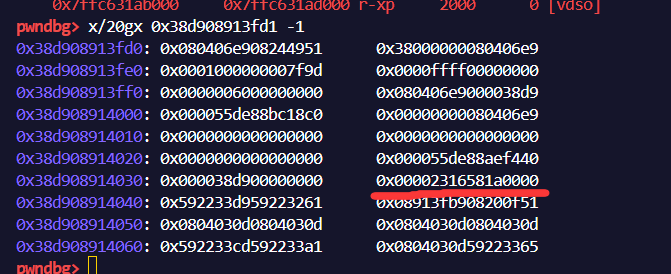 0x7ffc631ab000 0x7ffc631ad000 r-xp 2000 0 [vdso]
pwndbg> x/20gx 0x38d908913fd1 -1
0x38d908913fd0: 0x080406e908244951 0x38000000080406e9
0x38d908913fe0: 0x0001000000007f9d 0x0000ffff00000000
0x38d908913ff0: 0x0000006000000000 0x080406e9000038d9
0x38d908914000: 0x000055de88bc18c0 0x00000000080406e9
0x38d908914010: 0x0000000000000000 0x0000000000000000
0x38d908914020: 0x0000000000000000 0x000055de88aef440
0x38d908914030: 0x000038d900000000 0x00002316581a0000
0x38d908914040: 0x592233d959223261 0x08913fb908200f51
0x38d908914050: 0x0804030d0804030d 0x0804030d0804030d
0x38d908914060: 0x592233cd592233a1 0x0804030d59223365
pwndbg>